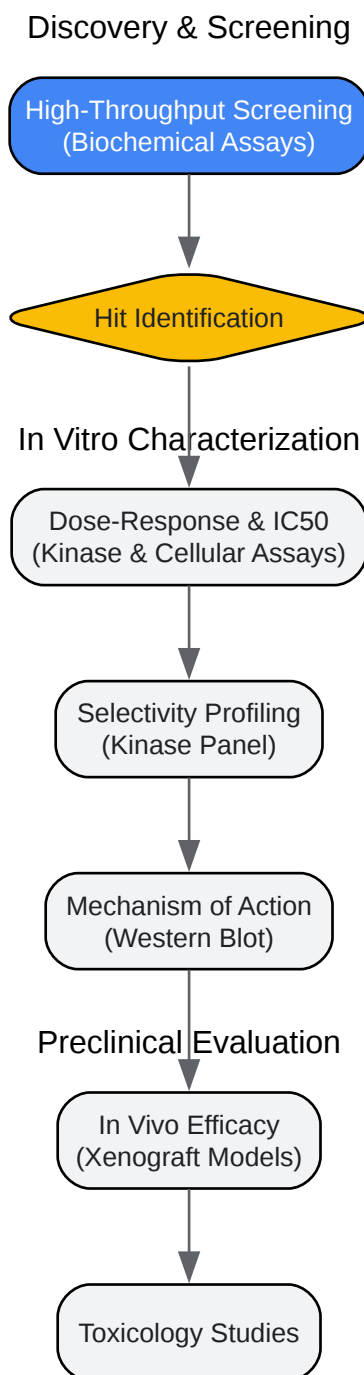 Discovery & Screening
High-Throughput Screening
(Biochemical Assays)
Hit Identification
In Vitro Characterization
Dose-Response & IC50
(Kinase & Cellular Assays)
Selectivity Profiling
(Kinase Panel)
Mechanism of Action
(Western Blot)
Preclinical Evaluation
In Vivo Efficacy
(Xenograft Models)
Toxicology Studies